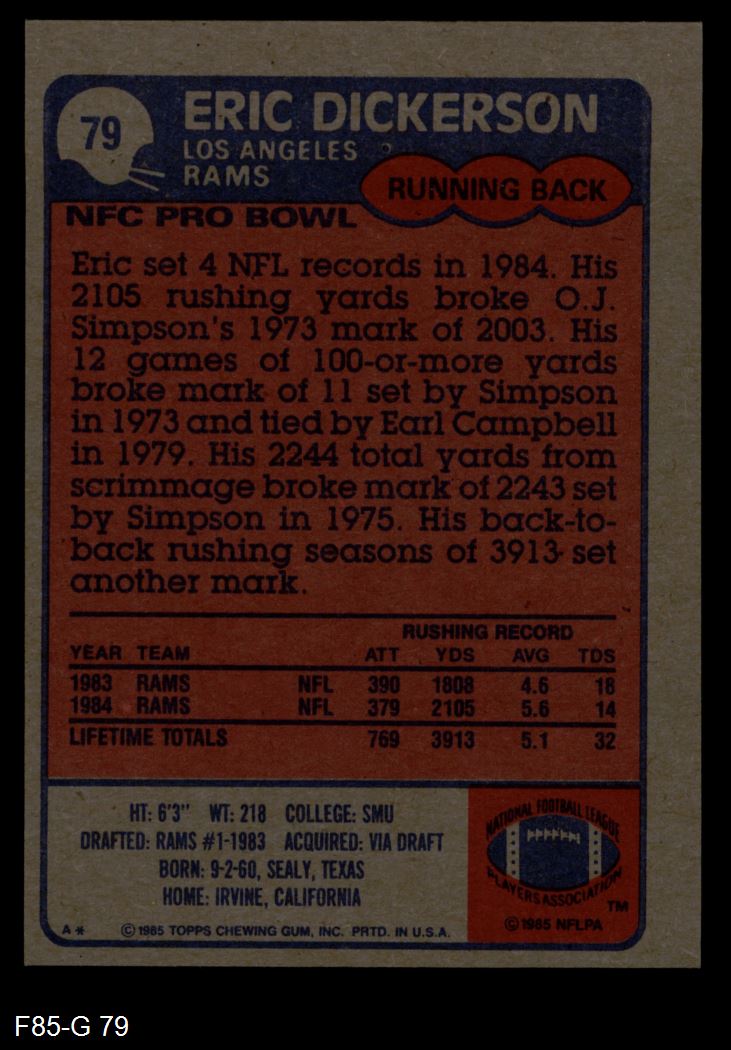 79
ERIC DICKERSON
LOS ANGELES
RAMS
RUNNING BACK
NFC PRO BOWL
Eric set 4 NFL records in 1984. His
2105 rushing yards broke O.J.
Simpson's 1973 mark of 2003. His
12 games of 100-or-more yards
broke mark of 11 set by Simpson
in 1973 and tied by Earl Campbell
in 1979. His 2244 total yards from
scrimmage broke mark of 2243 set
by Simpson in 1975. His back-to-
back rushing seasons of 3913 set
another mark.
RUSHING RECORD
YEAR TEAM ATT YDS AVG TDS
1983 RAMS NFL 390 1808 4.6 18
1984 RAMS NFL 379 2105 5.6 14
LIFETIME TOTALS 769 3913 5.1 32
HT: 6'3" WT: 218 COLLEGE: SMU
DRAFTED: RAMS #1-1983 ACQUIRED: VIA DRAFT
BORN: 9-2-60, SEALY, TEXAS
HOME: IRVINE, CALIFORNIA
NATIONAL FOOTBALL LEAGUE
PLAYERS ASSOCIATION
TM
© 1985 NFLPA
A* © 1985 TOPPS CHEWING GUM, INC. PRTD. IN U.S.A.
F85-G 79